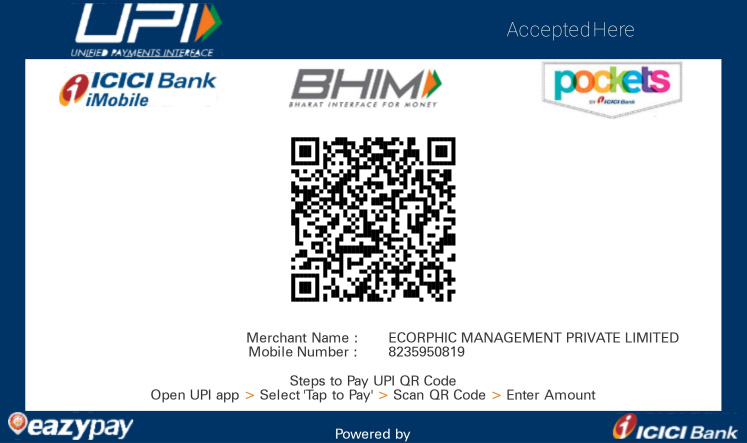 UPI
UNIFIED PAYMENTS INTERFACE
Accepted Here
ICICI Bank
iMobile
BHIM
BHARAT INTERFACE FOR MONEY
pockets
BY ICICI Bank
Merchant Name : ECORPHIC MANAGEMENT PRIVATE LIMITED
Mobile Number : 8235950819
Steps to Pay UPI QR Code
Open UPI app > Select 'Tap to Pay' > Scan QR Code > Enter Amount
eazypay
Powered by
ICICI Bank